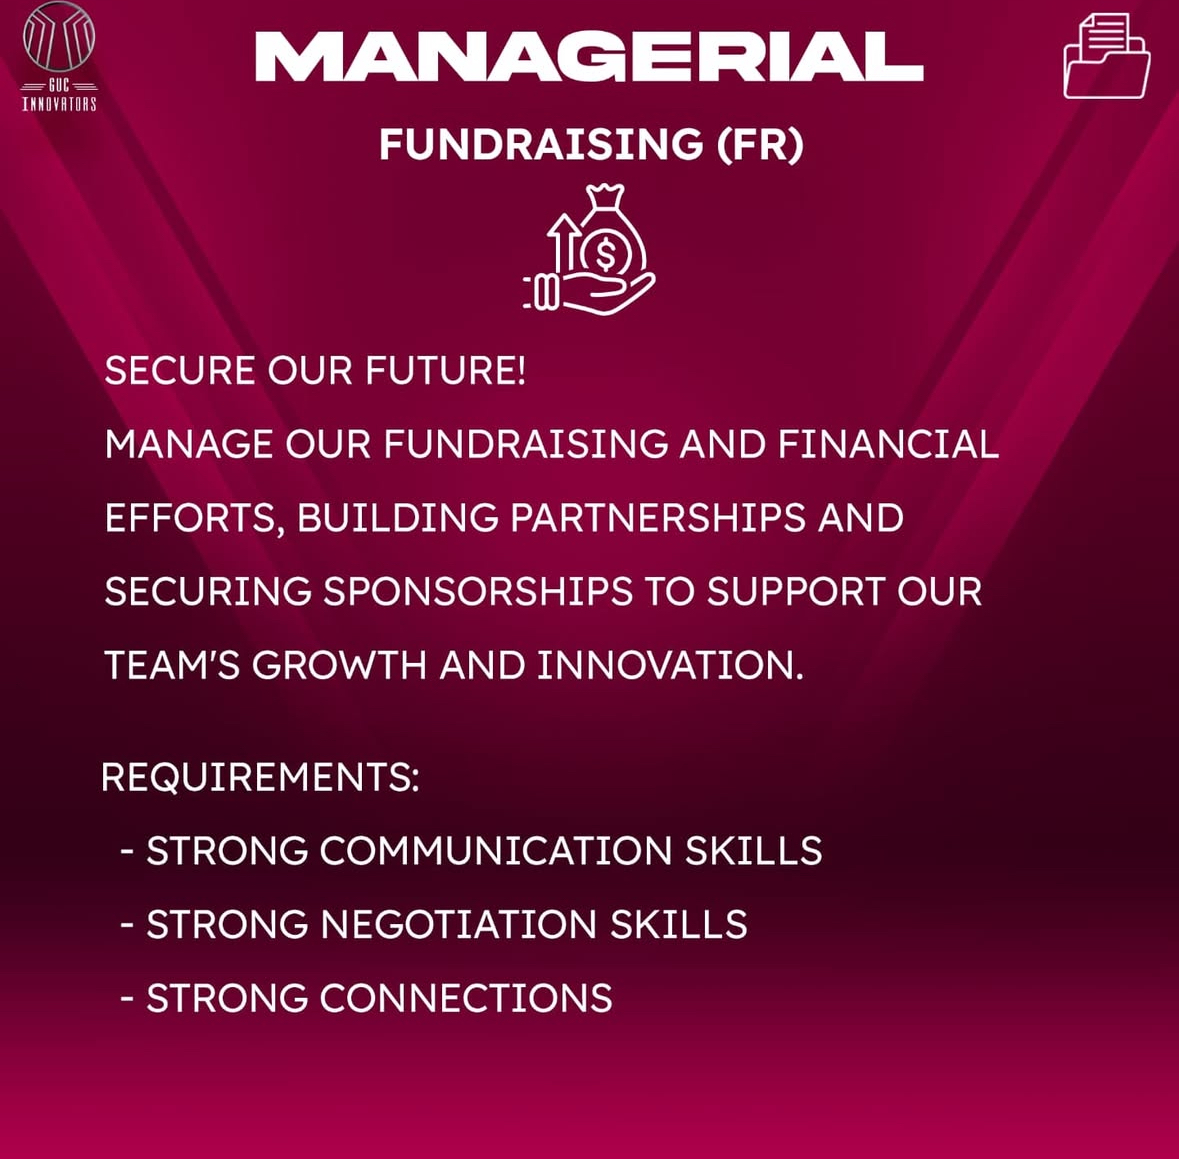 GUC
INNOVATORS
MANAGERIAL
FUNDRAISING (FR)
$
SECURE OUR FUTURE!
MANAGE OUR FUNDRAISING AND FINANCIAL
EFFORTS, BUILDING PARTNERSHIPS AND
SECURING SPONSORSHIPS TO SUPPORT OUR
TEAM'S GROWTH AND INNOVATION.
REQUIREMENTS:
- STRONG COMMUNICATION SKILLS
- STRONG NEGOTIATION SKILLS
- STRONG CONNECTIONS